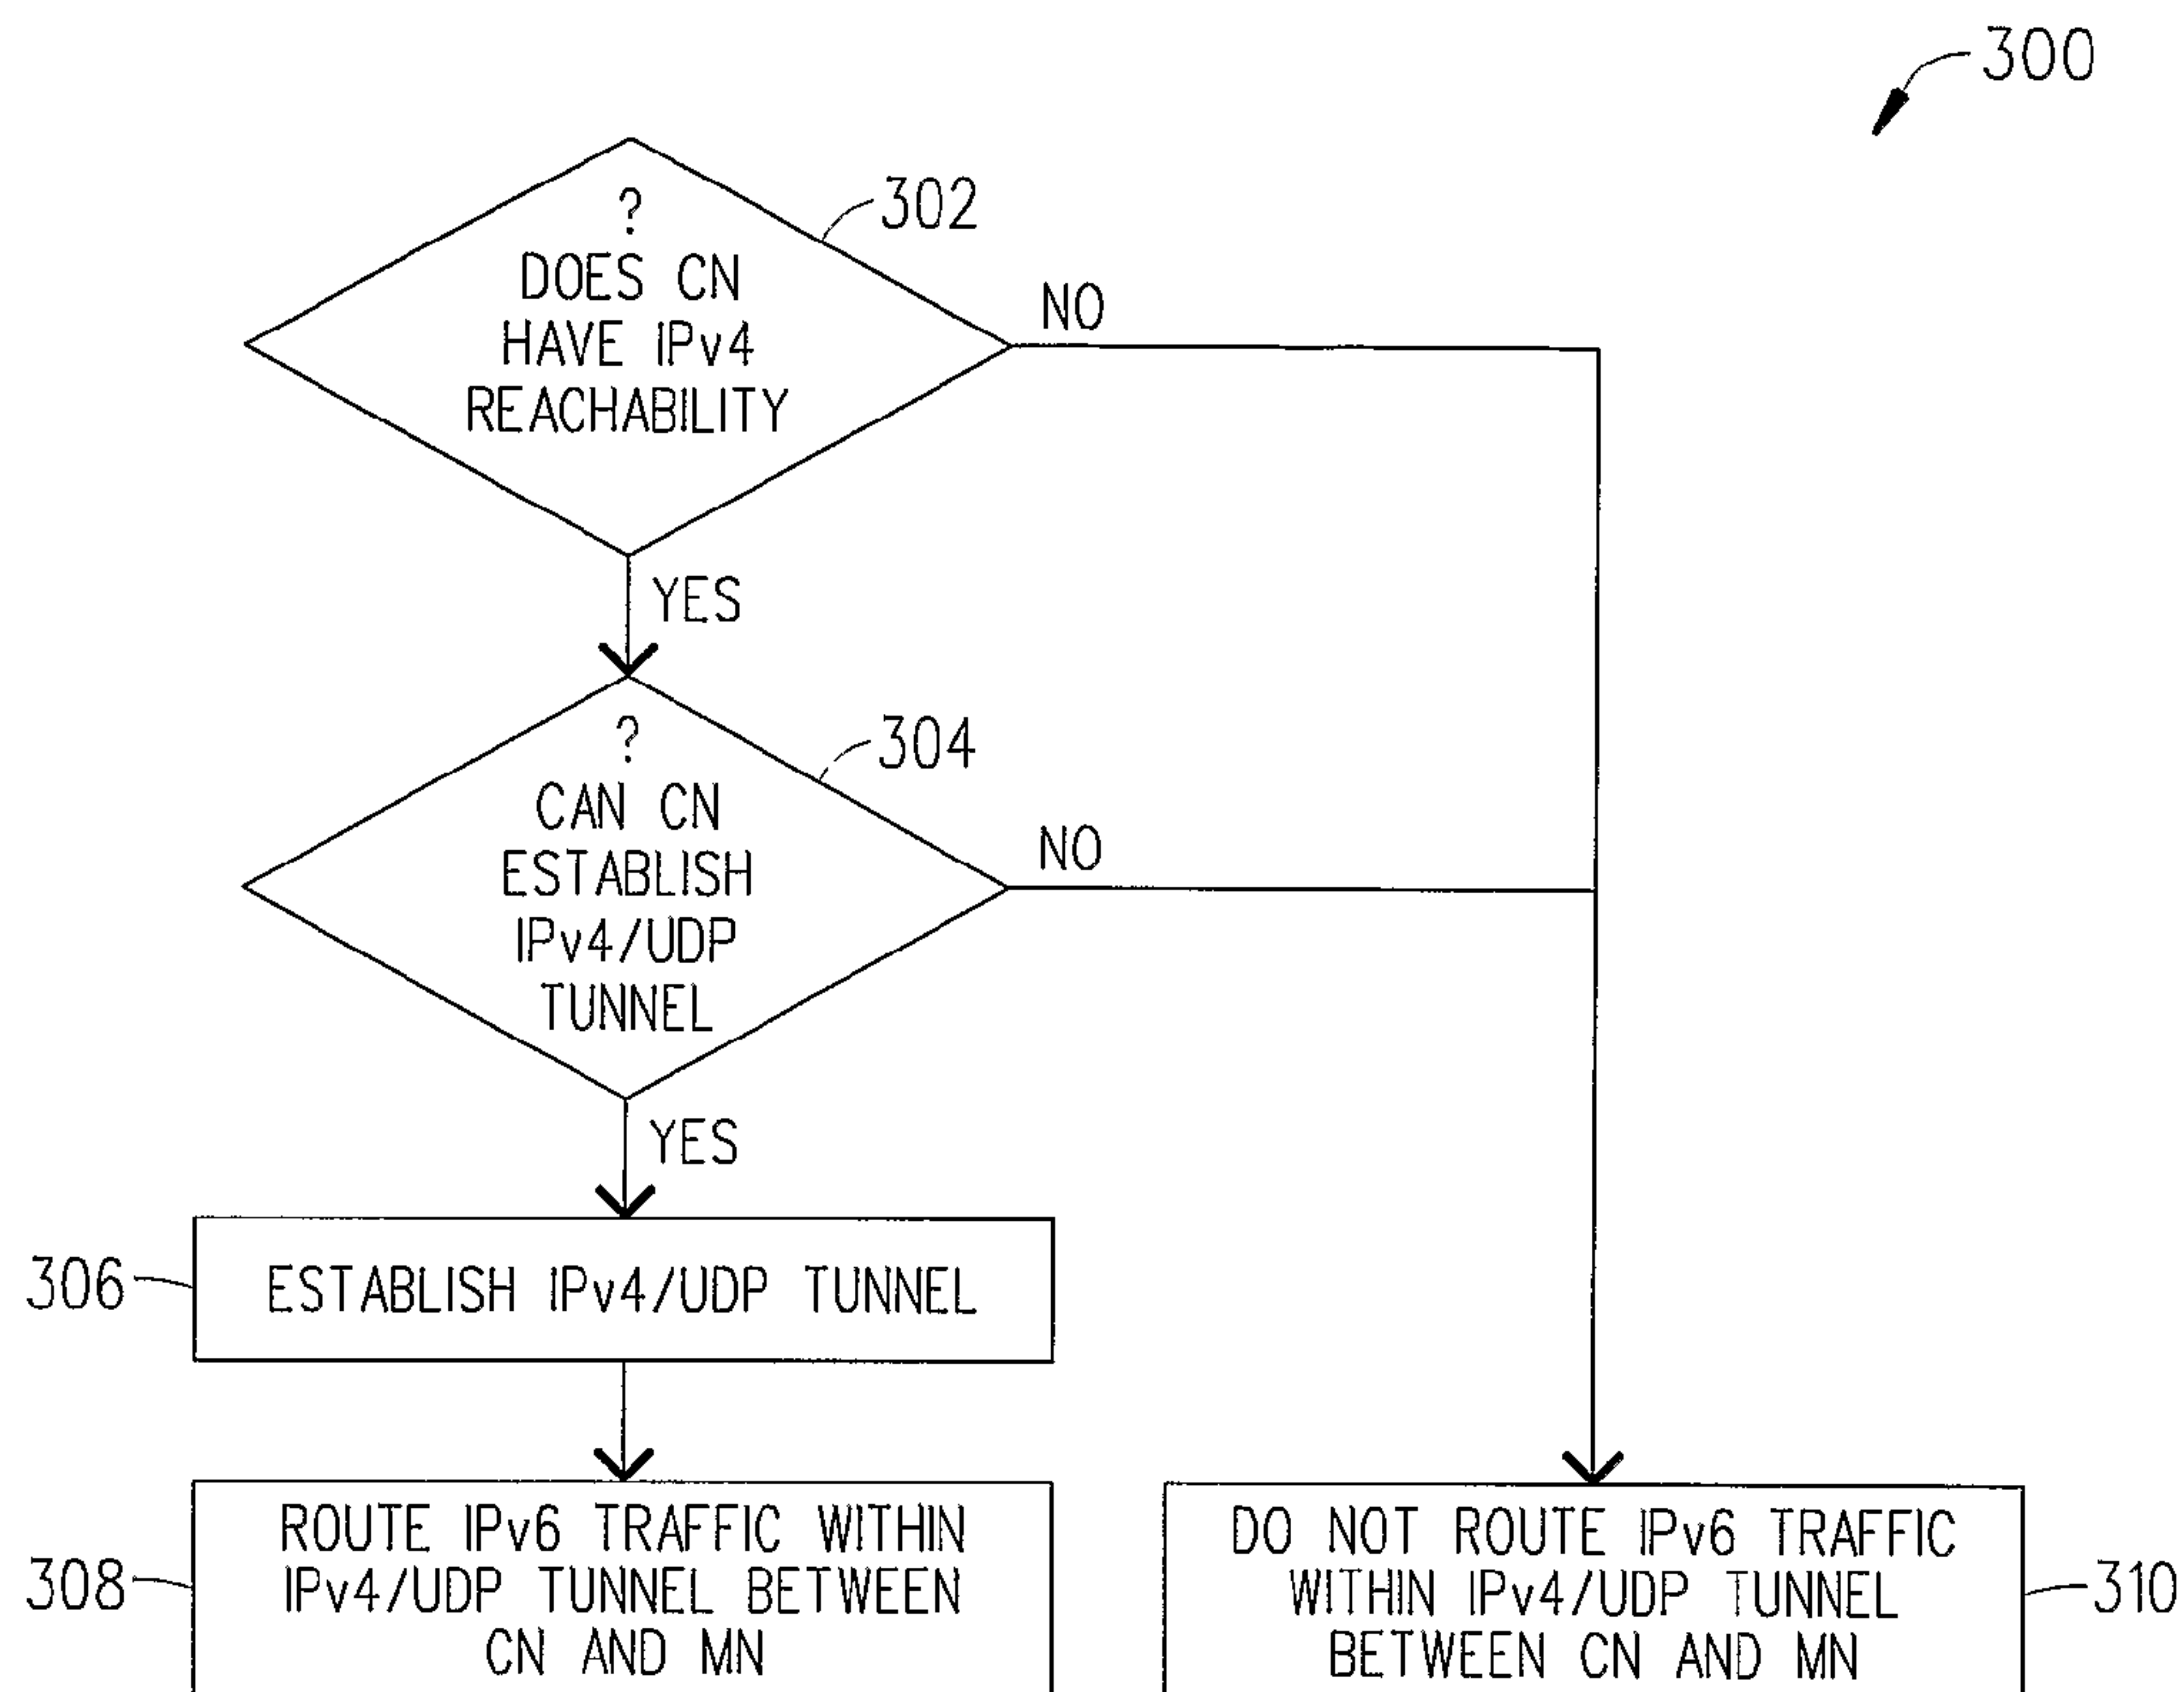 300
?
302
DOES CN
HAVE IPv4
REACHABILITY
NO
YES
?
304
CAN CN
ESTABLISH
IPv4/UDP
TUNNEL
NO
YES
306
ESTABLISH IPv4/UDP TUNNEL
308
ROUTE IPv6 TRAFFIC WITHIN
IPv4/UDP TUNNEL BETWEEN
CN AND MN
DO NOT ROUTE IPv6 TRAFFIC
WITHIN IPv4/UDP TUNNEL
BETWEEN CN AND MN
310